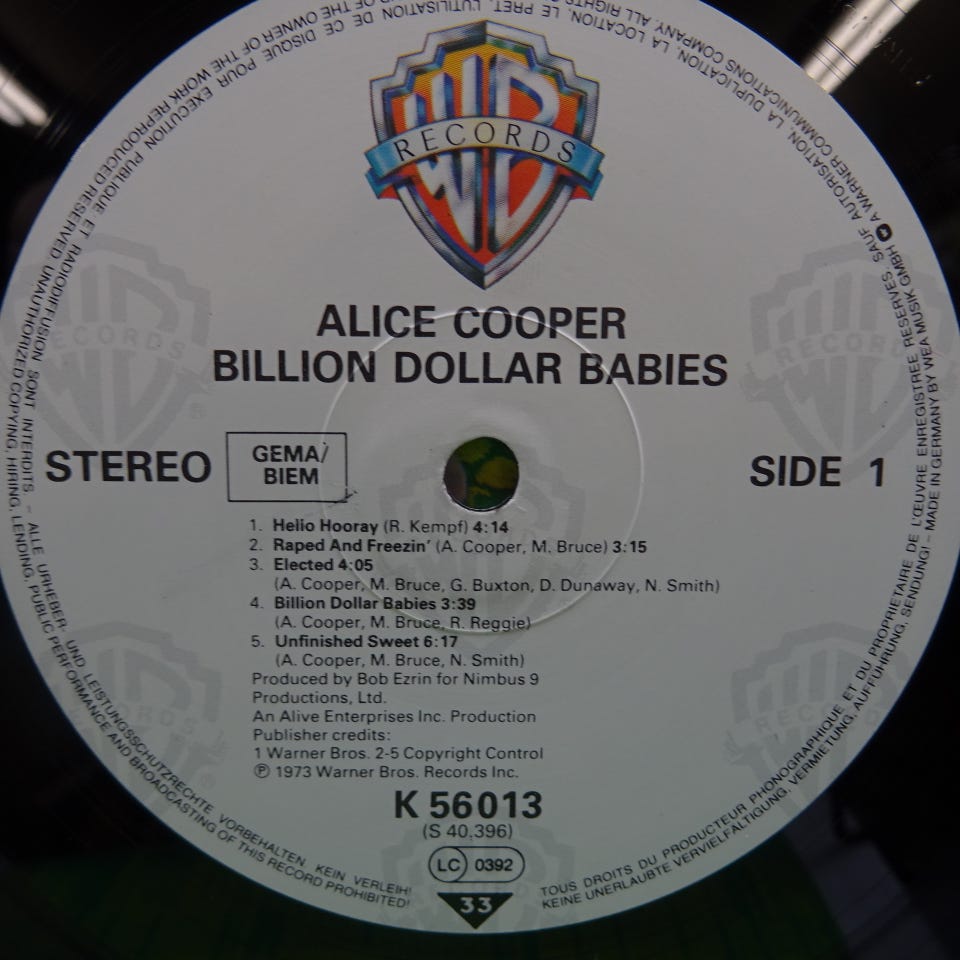 WB
RECORDS
ALICE COOPER
BILLION DOLLAR BABIES
STEREO
GEMA/
BIEM
SIDE 1
1. Hello Hooray (R. Kempf) 4:14
2. Raped And Freezin' (A. Cooper, M. Bruce) 3:15
3. Elected 4:05
(A. Cooper, M. Bruce, G. Buxton, D. Dunaway, N. Smith)
4. Billion Dollar Babies 3:39
(A. Cooper, M. Bruce, R. Reggie)
5. Unfinished Sweet 6:17
(A. Cooper, M. Bruce, N. Smith)
Produced by Bob Ezrin for Nimbus 9
Productions, Ltd.
An Alive Enterprises Inc. Production
Publisher credits:
1 Warner Bros. 2-5 Copyright Control
℗ 1973 Warner Bros. Records Inc.
K 56013
(S 40.396)
LC 0392
33
TOUS DROITS DU PRODUCTEUR PHONOGRAPHIQUE ET DU PROPRIETAIRE DE L'ŒUVRE ENREGISTREE RESERVES. SAUF AUTORISATION, LA DUPLICATION, LA LOCATION, LE PRET, L'UTILISATION DE CE DISQUE POUR EXECUTION PUBLIQUE ET RADIODIFFUSION SONT INTERDITS – ALLE URHEBER- UND LEISTUNGSSCHUTZRECHTE VORBEHALTEN. KEIN VERLEIH!
KEINE UNERLAUBTE VERVIELFÄLTIGUNG, VERMIETUNG, AUFFÜHRUNG, SENDUNG! – MADE IN GERMANY BY WEA MUSIK GMBH A WARNER COMMUNICATIONS COMPANY. ALL RIGHTS OF THE OWNER OF THE WORK REPRODUCED RESERVED UNAUTHORIZED COPYING, HIRING, LENDING, PUBLIC PERFORMANCE AND BROADCASTING OF THIS RECORD PROHIBITED!